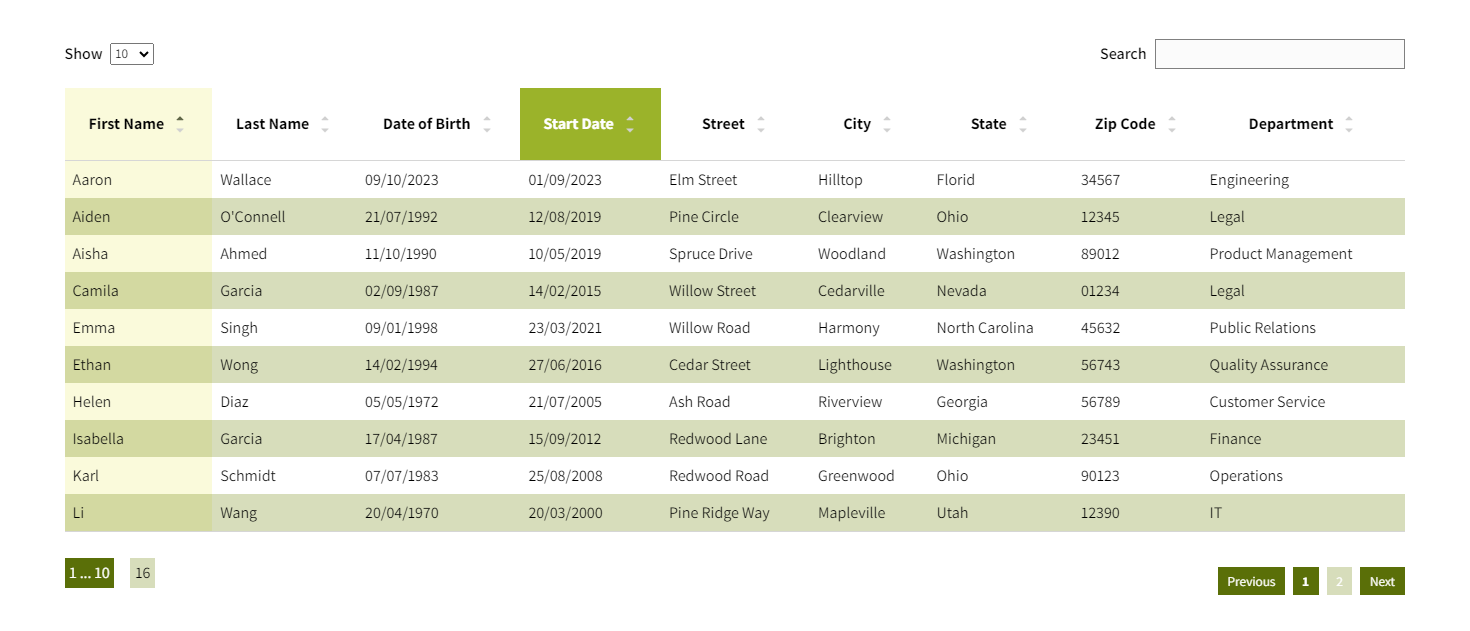 Show 10 Search
First Name Last Name Date of Birth Start Date Street City State Zip Code Department
Aaron Wallace 09/10/2023 01/09/2023 Elm Street Hilltop Florid 34567 Engineering
Aiden O'Connell 21/07/1992 12/08/2019 Pine Circle Clearview Ohio 12345 Legal
Aisha Ahmed 11/10/1990 10/05/2019 Spruce Drive Woodland Washington 89012 Product Management
Camila Garcia 02/09/1987 14/02/2015 Willow Street Cedarville Nevada 01234 Legal
Emma Singh 09/01/1998 23/03/2021 Willow Road Harmony North Carolina 45632 Public Relations
Ethan Wong 14/02/1994 27/06/2016 Cedar Street Lighthouse Washington 56743 Quality Assurance
Helen Diaz 05/05/1972 21/07/2005 Ash Road Riverview Georgia 56789 Customer Service
Isabella Garcia 17/04/1987 15/09/2012 Redwood Lane Brighton Michigan 23451 Finance
Karl Schmidt 07/07/1983 25/08/2008 Redwood Road Greenwood Ohio 90123 Operations
Li Wang 20/04/1970 20/03/2000 Pine Ridge Way Mapleville Utah 12390 IT
1 ... 10 16 Previous 1 2 Next